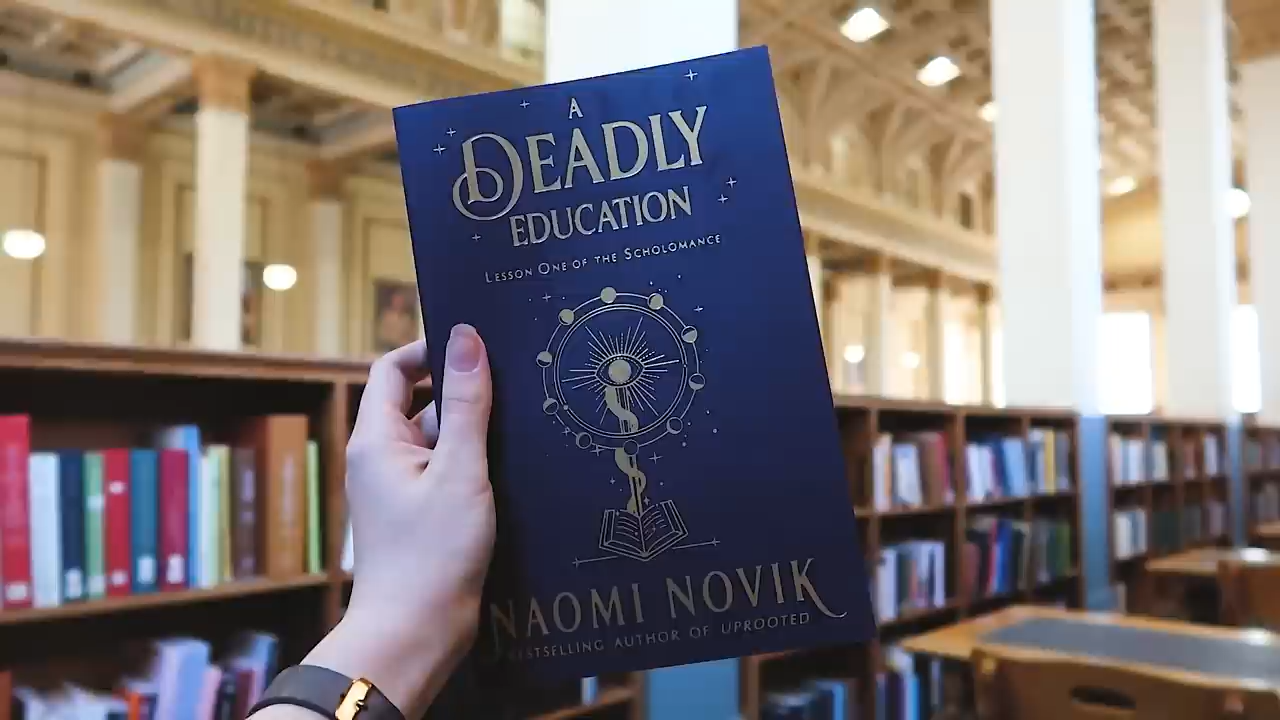 A
DEADLY
EDUCATION
LESSON ONE OF THE SCHOLOMANCE
NAOMI NOVIK
BESTSELLING AUTHOR OF UPROOTED